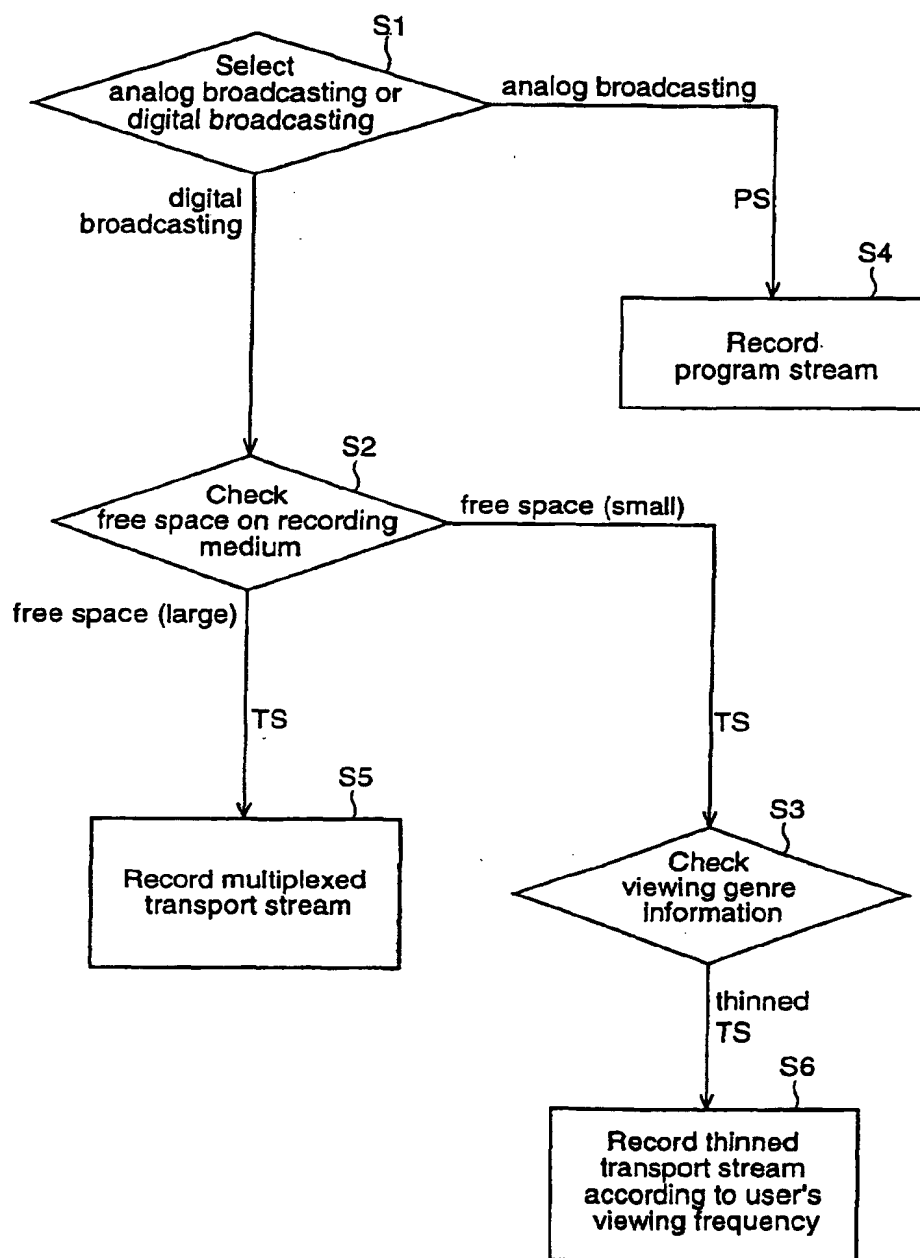 S1
Select
analog broadcasting or
digital broadcasting
analog broadcasting
digital
broadcasting
PS
S4
Record
program stream
S2
Check
free space on recording
medium
free space (small)
free space (large)
TS
TS
S5
Record multiplexed
transport stream
S3
Check
viewing genre
information
thinned
TS
S6
Record thinned
transport stream
according to user's
viewing frequency